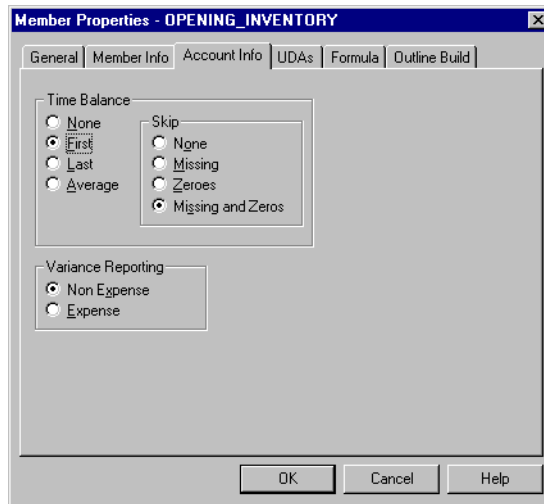 Member Properties - OPENING_INVENTORY
General Member Info Account Info UDAs Formula Outline Build
Time Balance
None
First
Last
Average
Skip
None
Missing
Zeroes
Missing and Zeros
Variance Reporting
Non Expense
Expense
OK Cancel Help